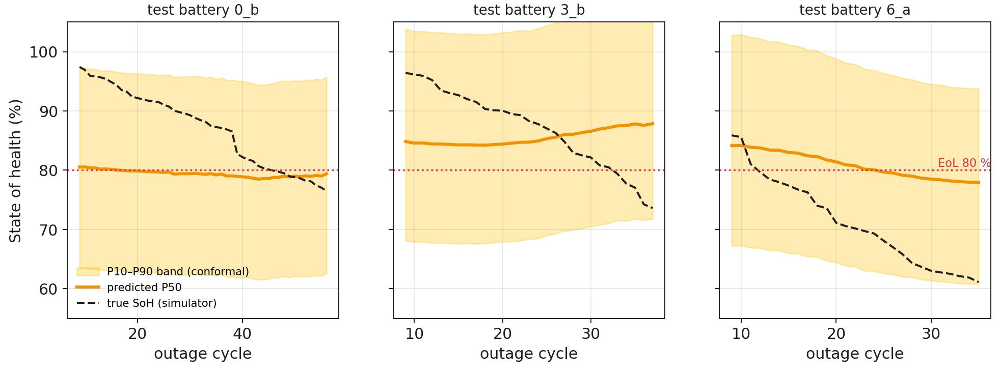 test battery 0_b
test battery 3_b
test battery 6_a
State of health (%)
100
90
80
70
60
EoL 80 %
P10–P90 band (conformal)
predicted P50
true SoH (simulator)
20
40
10
20
30
10
20
30
outage cycle
outage cycle
outage cycle